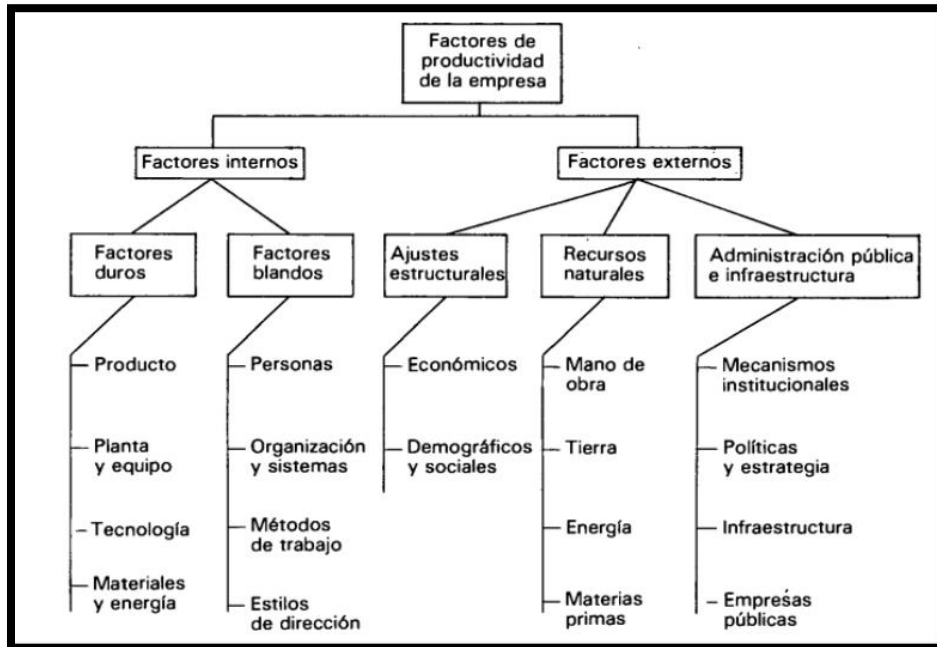 Factores de
productividad
de la empresa
Factores internos
Factores externos
Factores
duros
Factores
blandos
Ajustes
estructurales
Recursos
naturales
Administración pública
e infraestructura
Producto
Planta
y equipo
Tecnología
Materiales
y energía
Personas
Organización
y sistemas
Métodos
de trabajo
Estilos
de dirección
Económicos
Demográficos
y sociales
Mano de
obra
Tierra
Energía
Materias
primas
Mecanismos
institucionales
Políticas
y estrategia
Infraestructura
Empresas
públicas